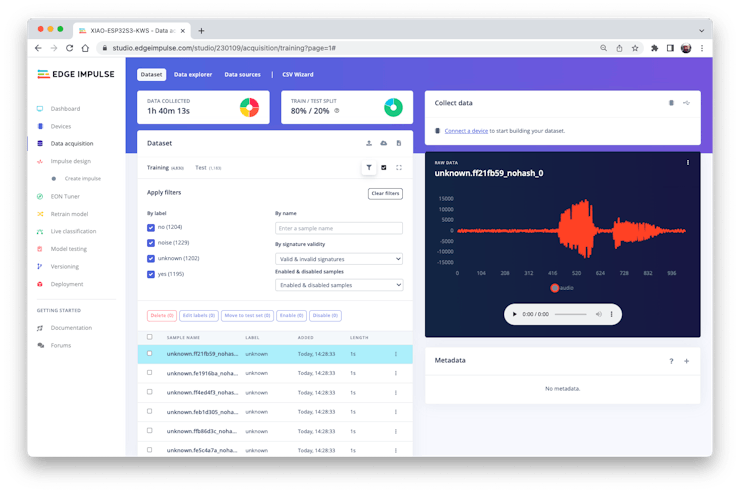 XIAO-ESP32S3-KWS - Data ac
studio.edgeimpulse.com/studio/230109/acquisition/training?page=1#
EDGE IMPULSE
Dashboard
Devices
Data acquisition
Impulse design
Create impulse
EON Tuner
Retrain model
Live classification
Model testing
Versioning
Deployment
GETTING STARTED
Documentation
Forums
Dataset
Data explorer
Data sources
|
CSV Wizard
DATA COLLECTED
1h 40m 13s
TRAIN / TEST SPLIT
80% / 20%
Dataset
Training
Test
Apply filters
Clear filters
By label
no (1204)
noise (1229)
unknown (1202)
yes (1195)
By name
Enter a sample name
By signature validity
Valid & invalid signatures
Enabled & disabled samples
Enabled & disabled samples
Delete (0)
Edit labels (0)
Move to test set (0)
Enable (0)
Disable (0)
SAMPLE NAME LABEL ADDED LENGTH
unknown.ff21fb59_nohas... unknown Today, 14:28:33 1s
unknown.fe1916ba_noha... unknown Today, 14:28:33 1s
unknown.ff4ed4f3_nohas... unknown Today, 14:28:33 1s
unknown.feb1d305_noha... unknown Today, 14:28:33 1s
unknown.ffb86d3c_noha... unknown Today, 14:28:33 1s
unknown.fe5c4a7a_noha... unknown Today, 14:28:33 1s
Collect data
Connect a device to start building your dataset.
RAW DATA
unknown.ff21fb59_nohash_0
15000
10000
5000
0
-5000
-10000
-15000
0 104 208 312 416 520 624 728 832 936
audio
0:00 / 0:00
Metadata
?
+
No metadata.